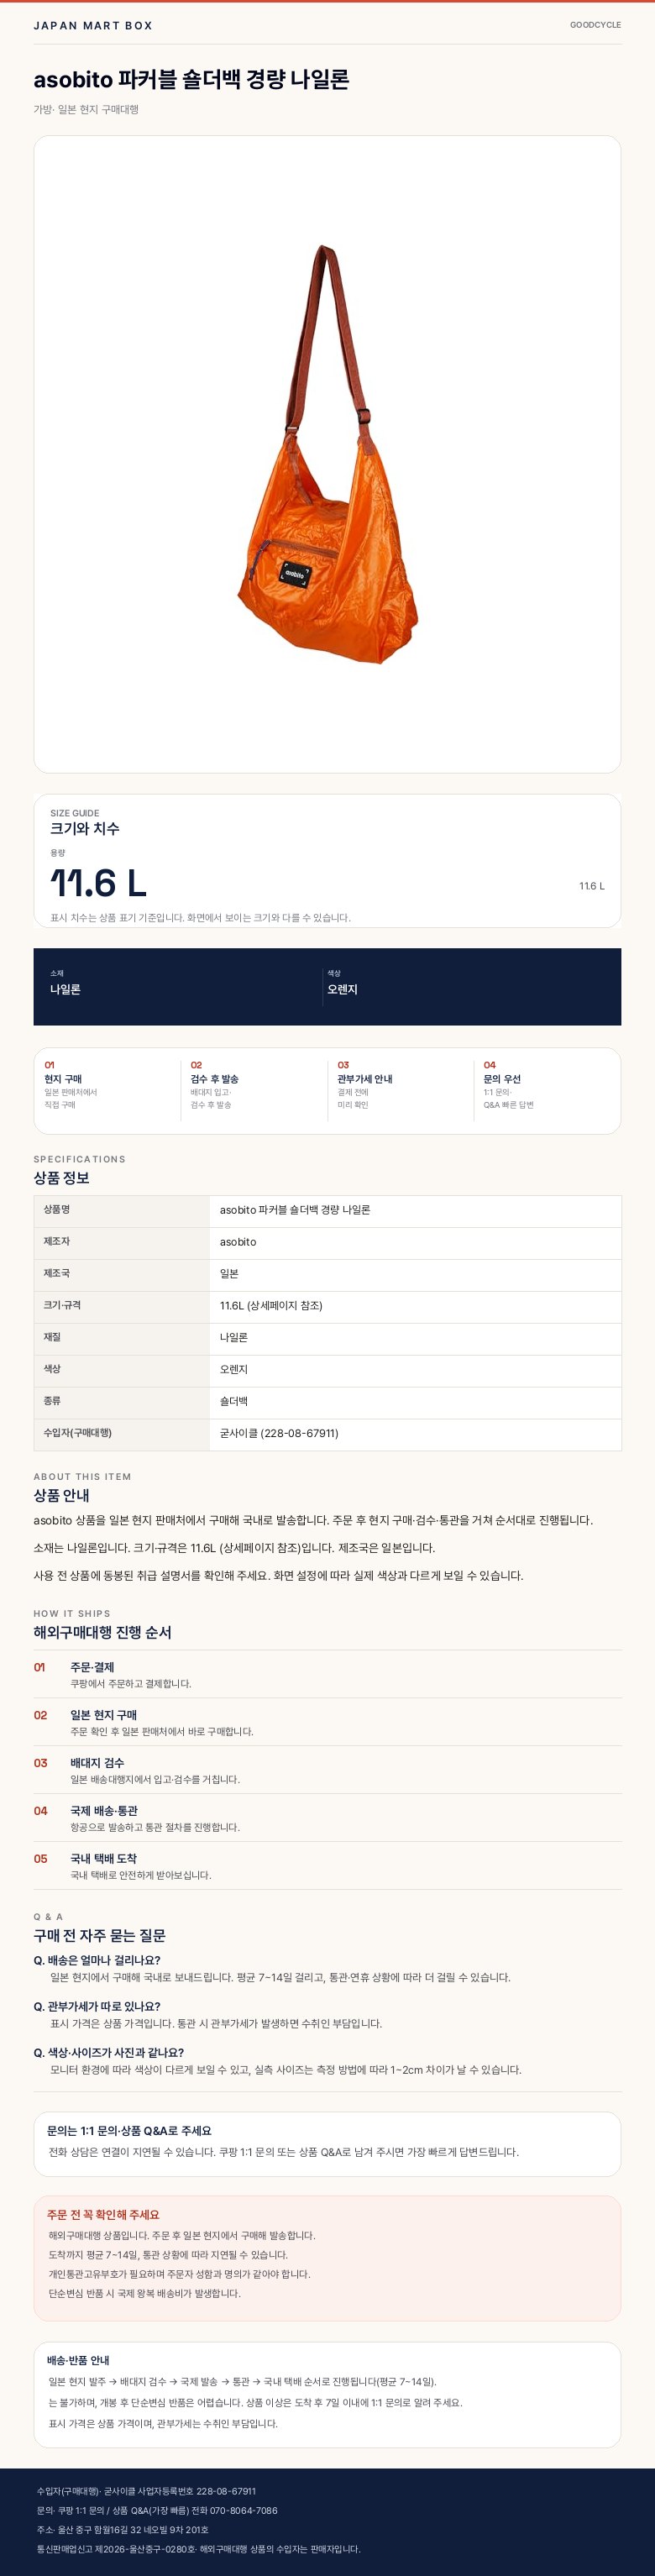 JAPAN MART BOX
GOODCYCLE
asobito 파커블 숄더백 경량 나일론
가방· 일본 현지 구매대행
asobito
SIZE GUIDE
크기와 치수
용량
11.6 L
11.6 L
표시 치수는 상품 표기 기준입니다. 화면에서 보이는 크기와 다를 수 있습니다.
소재
나일론
색상
오렌지
01
현지 구매
일본 판매처에서
직접 구매
02
검수 후 발송
배대지 입고·
검수 후 발송
03
관부가세 안내
결제 전에
미리 확인
04
문의 우선
1:1 문의·
Q&A 빠른 답변
SPECIFICATIONS
상품 정보
상품명 asobito 파커블 숄더백 경량 나일론
제조자 asobito
제조국 일본
크기·규격 11.6L (상세페이지 참조)
재질 나일론
색상 오렌지
종류 숄더백
수입자(구매대행) 굳사이클 (228-08-67911)
ABOUT THIS ITEM
상품 안내
asobito 상품을 일본 현지 판매처에서 구매해 국내로 발송합니다. 주문 후 현지 구매·검수·통관을 거쳐 순서대로 진행됩니다.
소재는 나일론입니다. 크기·규격은 11.6L (상세페이지 참조)입니다. 제조국은 일본입니다.
사용 전 상품에 동봉된 취급 설명서를 확인해 주세요. 화면 설정에 따라 실제 색상과 다르게 보일 수 있습니다.
HOW IT SHIPS
해외구매대행 진행 순서
01 주문·결제
쿠팡에서 주문하고 결제합니다.
02 일본 현지 구매
주문 확인 후 일본 판매처에서 바로 구매합니다.
03 배대지 검수
일본 배송대행지에서 입고·검수를 거칩니다.
04 국제 배송·통관
항공으로 발송하고 통관 절차를 진행합니다.
05 국내 택배 도착
국내 택배로 안전하게 받아보십니다.
Q & A
구매 전 자주 묻는 질문
Q. 배송은 얼마나 걸리나요?
일본 현지에서 구매해 국내로 보내드립니다. 평균 7~14일 걸리고, 통관·연휴 상황에 따라 더 걸릴 수 있습니다.
Q. 관부가세가 따로 있나요?
표시 가격은 상품 가격입니다. 통관 시 관부가세가 발생하면 수취인 부담입니다.
Q. 색상·사이즈가 사진과 같나요?
모니터 환경에 따라 색상이 다르게 보일 수 있고, 실측 사이즈는 측정 방법에 따라 1~2cm 차이가 날 수 있습니다.
문의는 1:1 문의·상품 Q&A로 주세요
전화 상담은 연결이 지연될 수 있습니다. 쿠팡 1:1 문의 또는 상품 Q&A로 남겨 주시면 가장 빠르게 답변드립니다.
주문 전 꼭 확인해 주세요
해외구매대행 상품입니다. 주문 후 일본 현지에서 구매해 발송합니다.
도착까지 평균 7~14일, 통관 상황에 따라 지연될 수 있습니다.
개인통관고유부호가 필요하며 주문자 성함과 명의가 같아야 합니다.
단순변심 반품 시 국제 왕복 배송비가 발생합니다.
배송·반품 안내
일본 현지 발주 → 배대지 검수 → 국제 발송 → 통관 → 국내 택배 순서로 진행됩니다(평균 7~14일).
는 불가하며, 개봉 후 단순변심 반품은 어렵습니다. 상품 이상은 도착 후 7일 이내에 1:1 문의로 알려 주세요.
표시 가격은 상품 가격이며, 관부가세는 수취인 부담입니다.
수입자(구매대행)· 굳사이클 사업자등록번호 228-08-67911
문의· 쿠팡 1:1 문의 / 상품 Q&A(가장 빠름) 전화 070-8064-7086
주소· 울산 중구 함월16길 32 네오빌 9차 201호
통신판매업신고 제2026-울산중구-0280호· 해외구매대행 상품의 수입자는 판매자입니다.